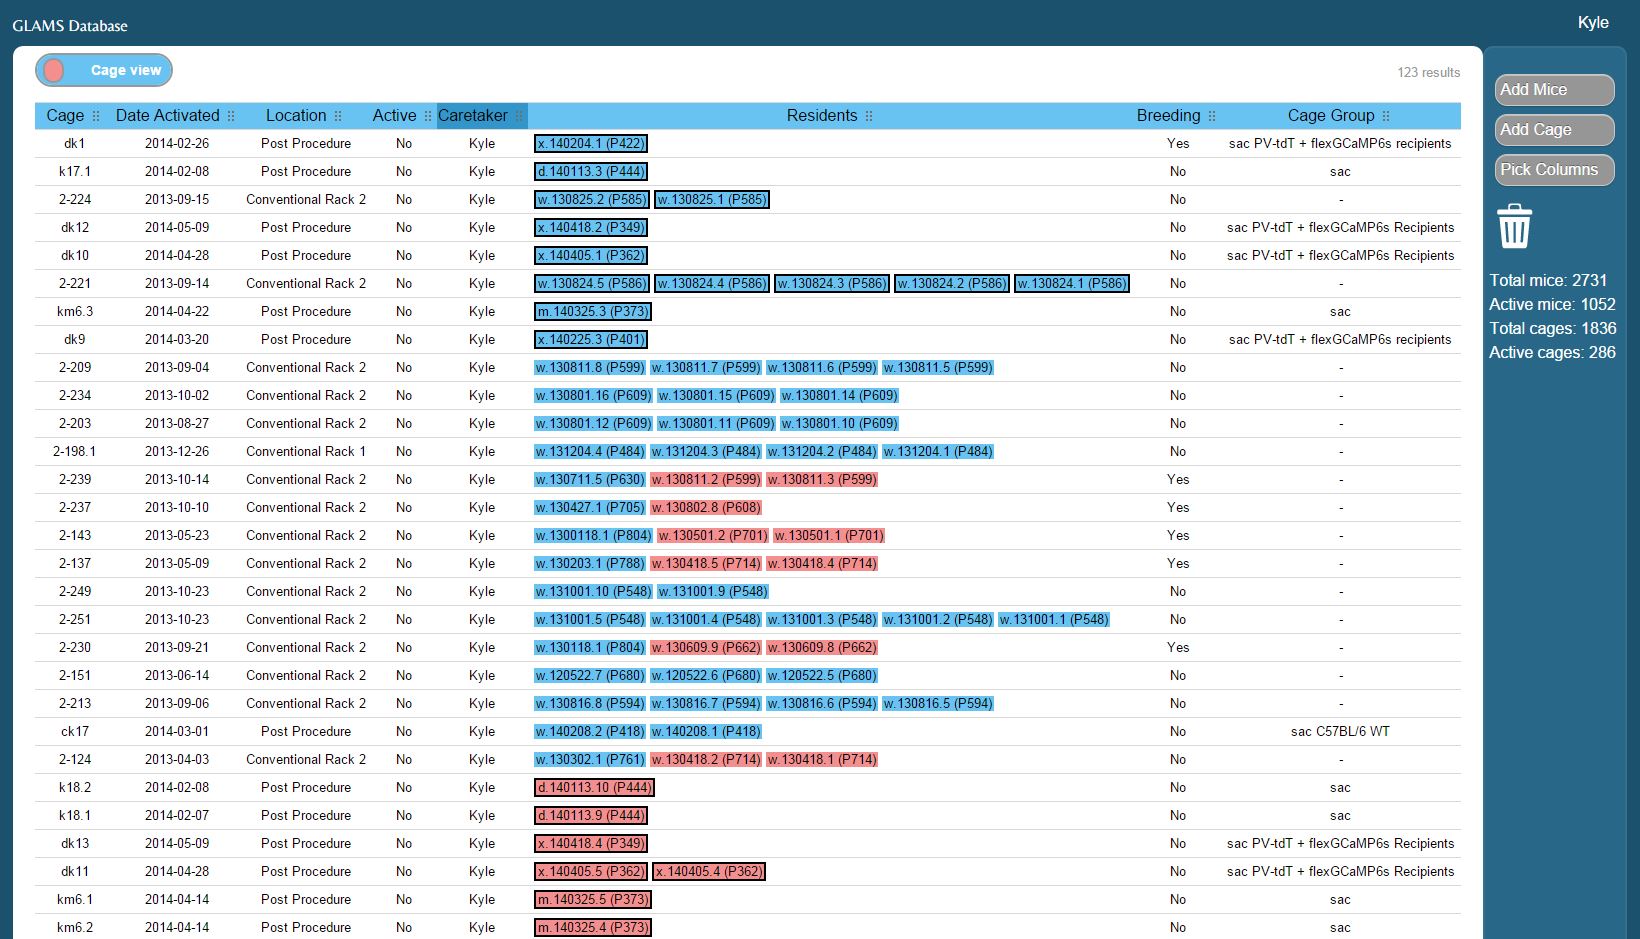 GLAMS Database
Kyle
Cage view
123 results
Cage Date Activated Location Active Caretaker Residents Breeding Cage Group
dk1 2014-02-26 Post Procedure No Kyle x.140204.1 (P422) Yes sac PV-tdT + flexGCaMP6s recipients
k17.1 2014-02-08 Post Procedure No Kyle d.140113.3 (P444) No sac
2-224 2013-09-15 Conventional Rack 2 No Kyle w.130825.2 (P585) w.130825.1 (P585) No -
dk12 2014-05-09 Post Procedure No Kyle x.140418.2 (P349) No sac PV-tdT + flexGCaMP6s Recipients
dk10 2014-04-28 Post Procedure No Kyle x.140405.1 (P362) No sac PV-tdT + flexGCaMP6s Recipients
2-221 2013-09-14 Conventional Rack 2 No Kyle w.130824.5 (P586) w.130824.4 (P586) w.130824.3 (P586) w.130824.2 (P586) w.130824.1 (P586) No -
km6.3 2014-04-22 Post Procedure No Kyle m.140325.3 (P373) No sac
dk9 2014-03-20 Post Procedure No Kyle x.140225.3 (P401) No sac PV-tdT + flexGCaMP6s recipients
2-209 2013-09-04 Conventional Rack 2 No Kyle w.130811.8 (P599) w.130811.7 (P599) w.130811.6 (P599) w.130811.5 (P599) No -
2-234 2013-10-02 Conventional Rack 2 No Kyle w.130801.16 (P609) w.130801.15 (P609) w.130801.14 (P609) No -
2-203 2013-08-27 Conventional Rack 2 No Kyle w.130801.12 (P609) w.130801.11 (P609) w.130801.10 (P609) No -
2-198.1 2013-12-26 Conventional Rack 1 No Kyle w.131204.4 (P484) w.131204.3 (P484) w.131204.2 (P484) w.131204.1 (P484) No -
2-239 2013-10-14 Conventional Rack 2 No Kyle w.130711.5 (P630) w.130811.2 (P599) w.130811.3 (P599) Yes -
2-237 2013-10-10 Conventional Rack 2 No Kyle w.130427.1 (P705) w.130802.8 (P608) Yes -
2-143 2013-05-23 Conventional Rack 2 No Kyle w.1300118.1 (P804) w.130501.2 (P701) w.130501.1 (P701) Yes -
2-137 2013-05-09 Conventional Rack 2 No Kyle w.130203.1 (P788) w.130418.5 (P714) w.130418.4 (P714) Yes -
2-249 2013-10-23 Conventional Rack 2 No Kyle w.131001.10 (P548) w.131001.9 (P548) No -
2-251 2013-10-23 Conventional Rack 2 No Kyle w.131001.5 (P548) w.131001.4 (P548) w.131001.3 (P548) w.131001.2 (P548) w.131001.1 (P548) No -
2-230 2013-09-21 Conventional Rack 2 No Kyle w.130118.1 (P804) w.130609.9 (P662) w.130609.8 (P662) Yes -
2-151 2013-06-14 Conventional Rack 2 No Kyle w.120522.7 (P680) w.120522.6 (P680) w.120522.5 (P680) No -
2-213 2013-09-06 Conventional Rack 2 No Kyle w.130816.8 (P594) w.130816.7 (P594) w.130816.6 (P594) w.130816.5 (P594) No -
ck17 2014-03-01 Post Procedure No Kyle w.140208.2 (P418) w.140208.1 (P418) No sac C57BL/6 WT
2-124 2013-04-03 Conventional Rack 2 No Kyle w.130302.1 (P761) w.130418.2 (P714) w.130418.1 (P714) No -
k18.2 2014-02-08 Post Procedure No Kyle d.140113.10 (P444) No sac
k18.1 2014-02-07 Post Procedure No Kyle d.140113.9 (P444) No sac
dk13 2014-05-09 Post Procedure No Kyle x.140418.4 (P349) No sac PV-tdT + flexGCaMP6s Recipients
dk11 2014-04-28 Post Procedure No Kyle x.140405.5 (P362) x.140405.4 (P362) No sac PV-tdT + flexGCaMP6s Recipients
km6.1 2014-04-14 Post Procedure No Kyle m.140325.5 (P373) No sac
km6.2 2014-04-14 Post Procedure No Kyle m.140325.4 (P373) No sac
Add Mice
Add Cage
Pick Columns
Total mice: 2731
Active mice: 1052
Total cages: 1836
Active cages: 286